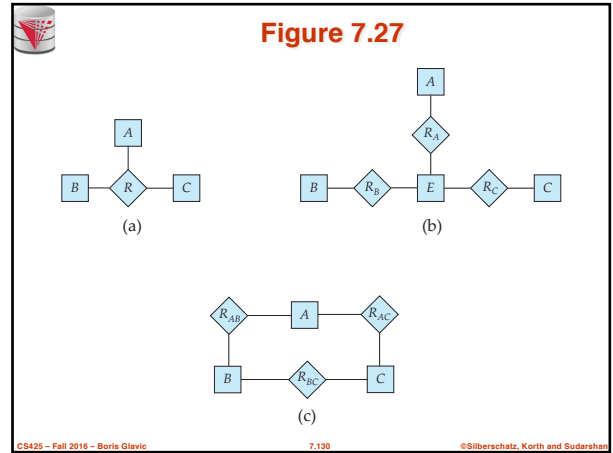 Figure 7.27
A
R
B
C
(a)
A
R_A
B
R_B
E
R_C
C
(b)
R_AB
A
R_AC
B
R_BC
C
(c)
CS425 – Fall 2016 – Boris Glavic
7.130
©Silberschatz, Korth and Sudarshan